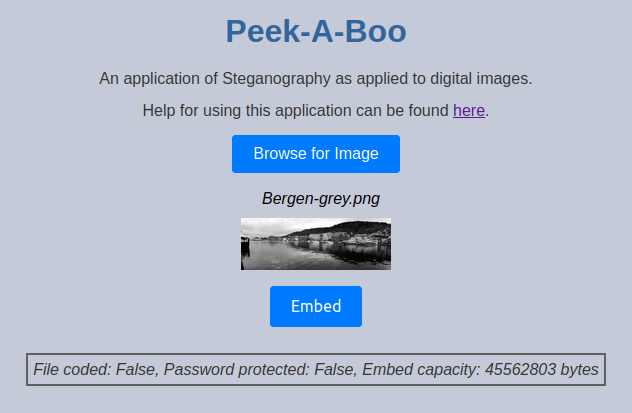 Peek-A-Boo
An application of Steganography as applied to digital images.
Help for using this application can be found here.
Browse for Image
Bergen-grey.png
Embed
File coded: False, Password protected: False, Embed capacity: 45562803 bytes